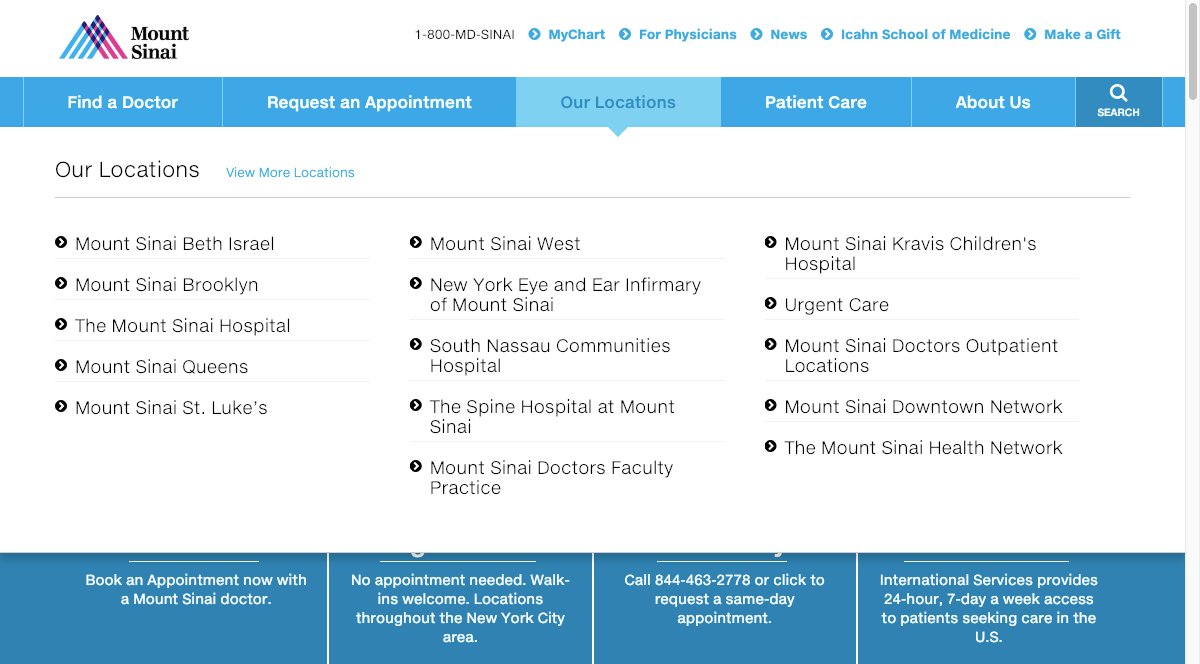 Mount
Sinai
1-800-MD-SINAI MyChart For Physicians News Icahn School of Medicine Make a Gift
Find a Doctor Request an Appointment Our Locations Patient Care About Us SEARCH
Our Locations View More Locations
Mount Sinai Beth Israel
Mount Sinai Brooklyn
The Mount Sinai Hospital
Mount Sinai Queens
Mount Sinai St. Luke’s
Mount Sinai West
New York Eye and Ear Infirmary
of Mount Sinai
South Nassau Communities
Hospital
The Spine Hospital at Mount
Sinai
Mount Sinai Doctors Faculty
Practice
Mount Sinai Kravis Children's
Hospital
Urgent Care
Mount Sinai Doctors Outpatient
Locations
Mount Sinai Downtown Network
The Mount Sinai Health Network
Book an Appointment now with
a Mount Sinai doctor.
No appointment needed. Walk-
ins welcome. Locations
throughout the New York City
area.
Call 844-463-2778 or click to
request a same-day
appointment.
International Services provides
24-hour, 7-day a week access
to patients seeking care in the
U.S.